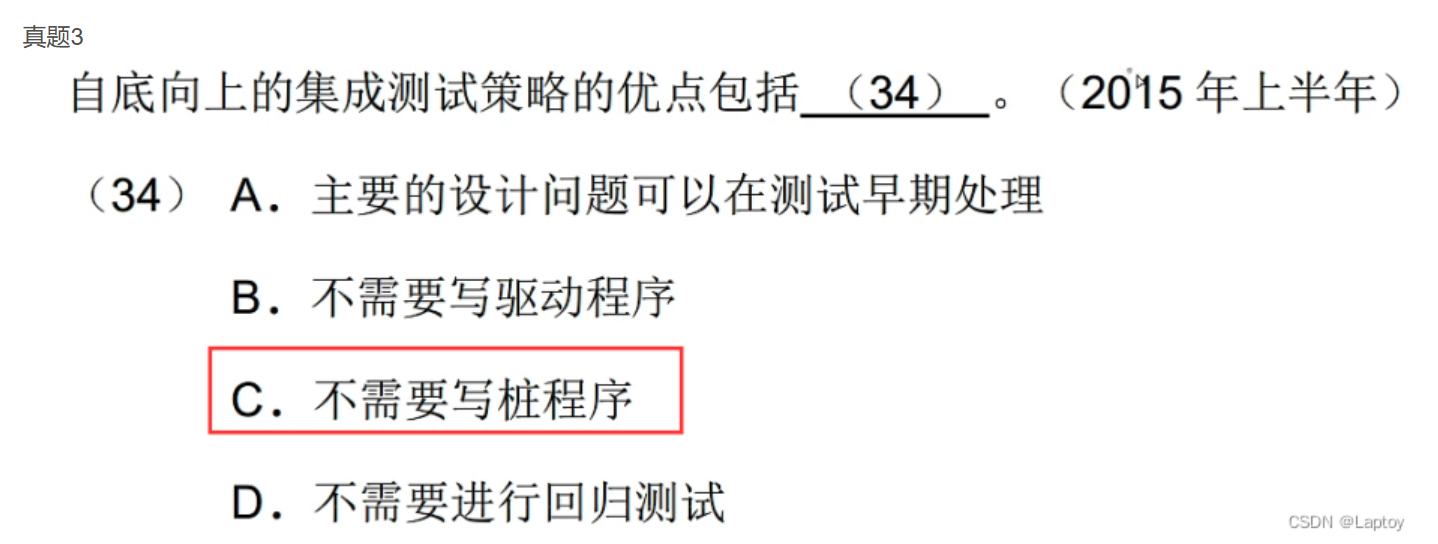 真题3
自底向上的集成测试策略的优点包括 （34） 。（2015 年上半年）
（34） A．主要的设计问题可以在测试早期处理
B．不需要写驱动程序
C．不需要写桩程序
D．不需要进行回归测试
CSDN @Laptoy